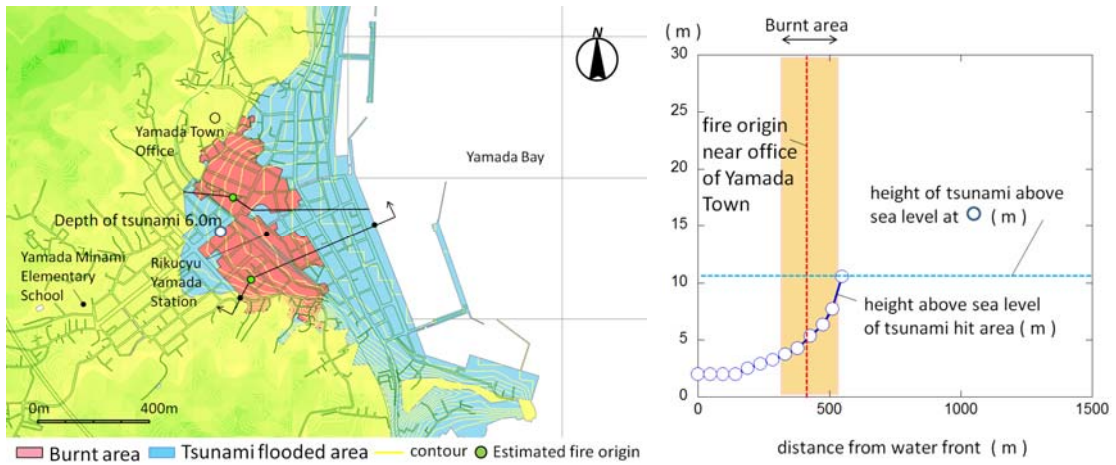 N
Yamada Town
Office
Yamada Bay
Depth of tsunami 6.0m
Yamada Minami
Elementary
School
Rikucyu
Yamada
Station
0m
400m
Burnt area
Tsunami flooded area
contour
Estimated fire origin
Burnt area
( m )
30
25
20
15
10
5
0
fire origin
near office
of Yamada
Town
height of tsunami above
sea level at ( m )
height above sea level
of tsunami hit area ( m )
0
500
1000
1500
distance from water front ( m )